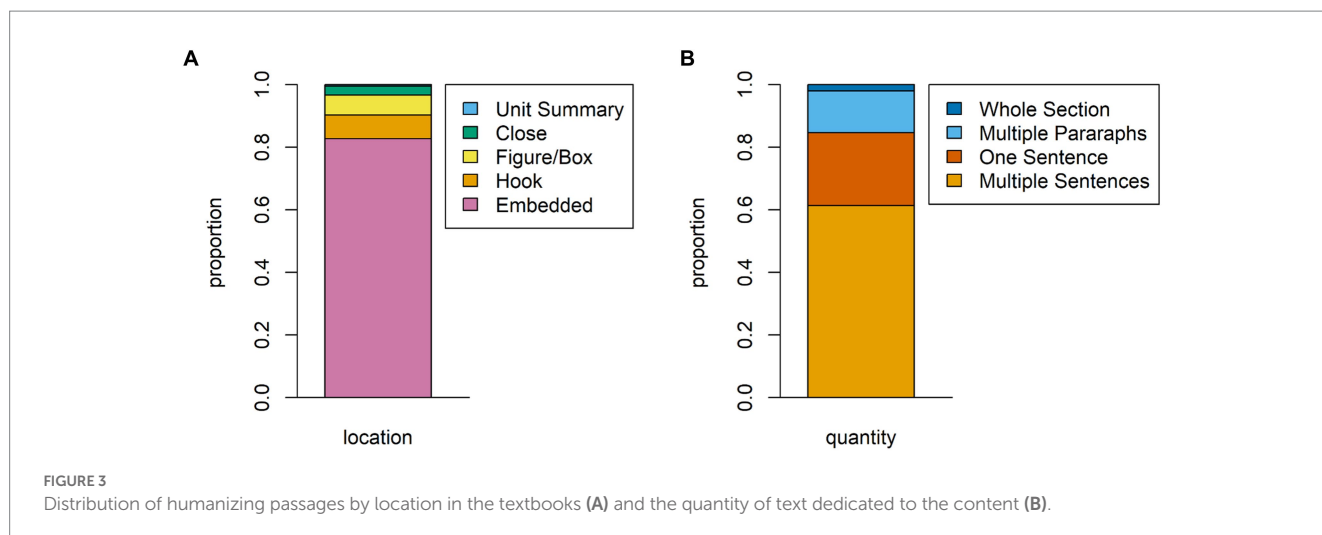 A
proportion
1.0
0.8
0.6
0.4
0.2
0.0
location
Unit Summary
Close
Figure/Box
Hook
Embedded
B
proportion
1.0
0.8
0.6
0.4
0.2
0.0
quantity
Whole Section
Multiple Pararaphs
One Sentence
Multiple Sentences
FIGURE 3
Distribution of humanizing passages by location in the textbooks (A) and the quantity of text dedicated to the content (B).